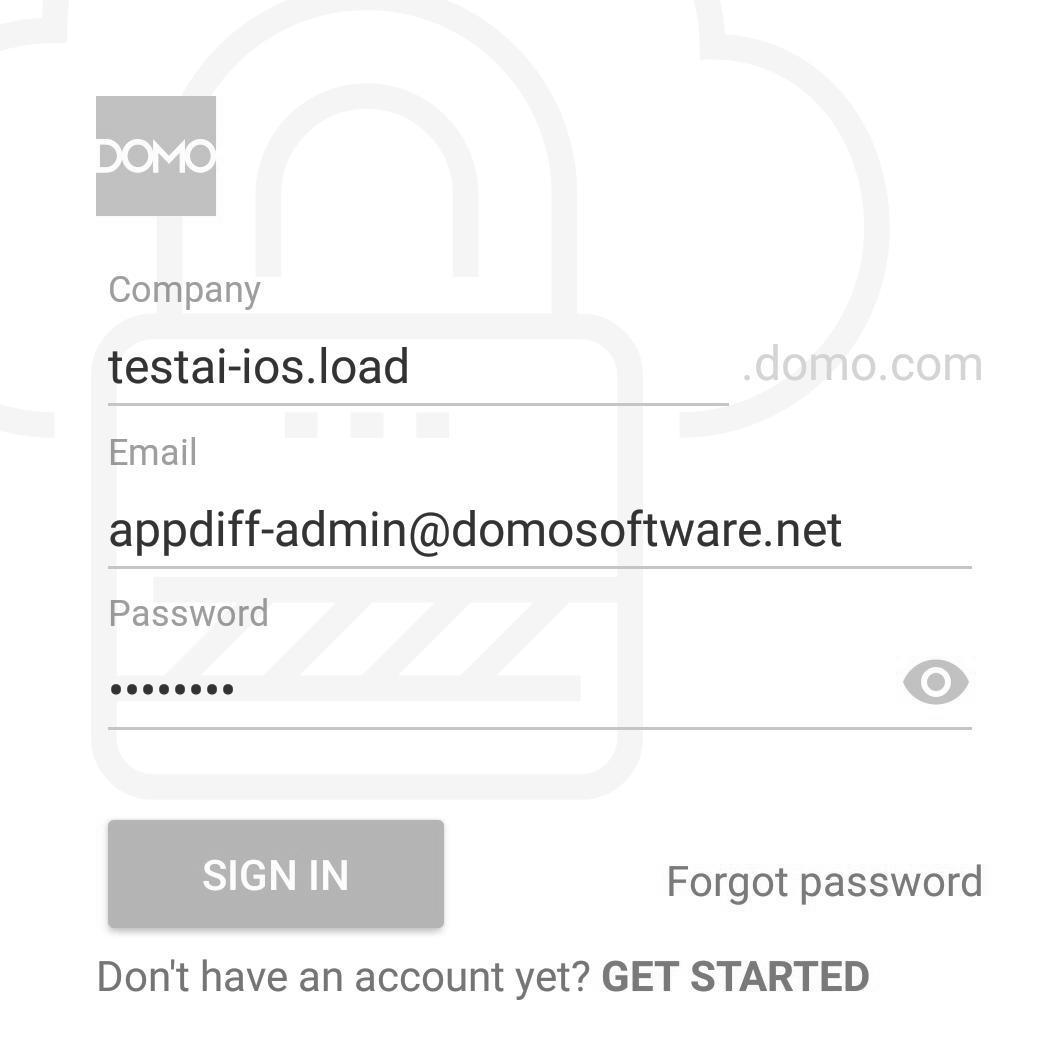 DOMO
Company
testai-ios.load .domo.com
Email
appdiff-admin@domosoftware.net
Password
••••••••
SIGN IN
Forgot password
Don't have an account yet? GET STARTED